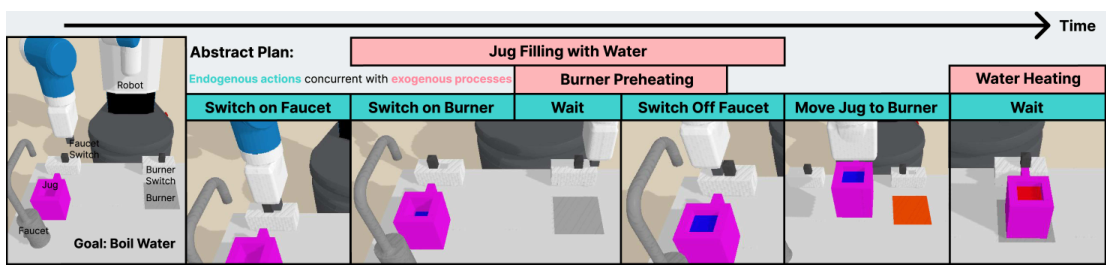 Time
Abstract Plan:
Jug Filling with Water
Endogenous actions concurrent with exogenous processes
Burner Preheating
Water Heating
Switch on Faucet
Switch on Burner
Wait
Switch Off Faucet
Move Jug to Burner
Wait
Robot
Faucet
Switch
Jug
Burner
Switch
Burner
Faucet
Goal: Boil Water